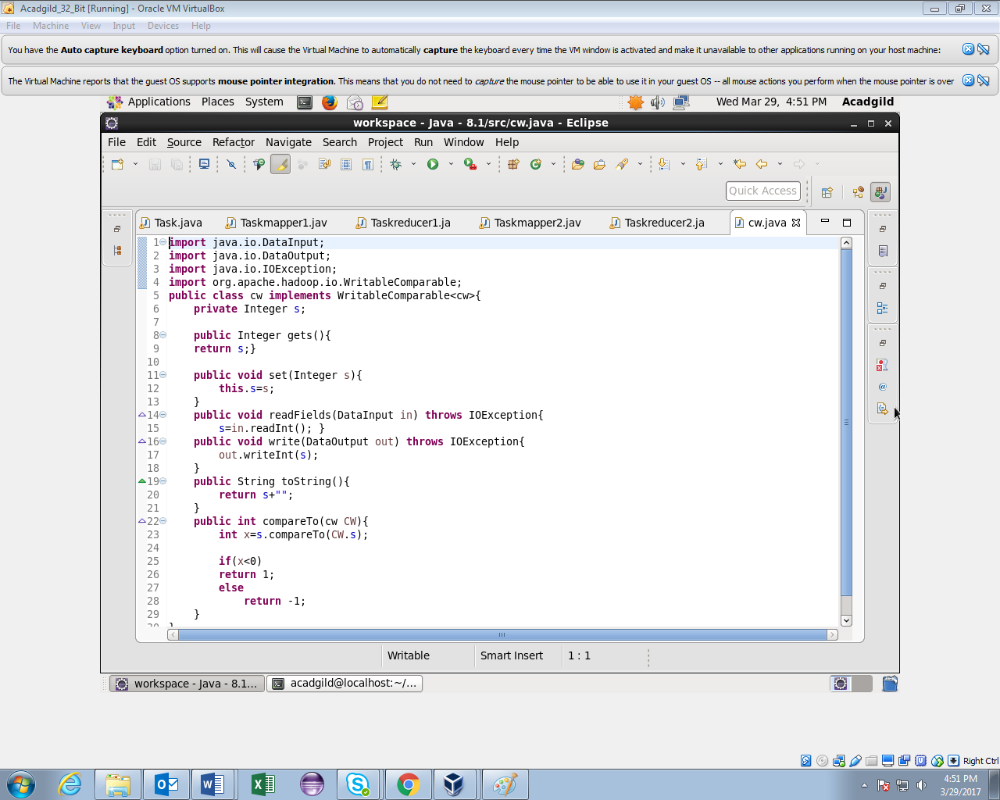 Acadgild_32_Bit [Running] - Oracle VM VirtualBox
File Machine View Input Devices Help
You have the Auto capture keyboard option turned on. This will cause the Virtual Machine to automatically capture the keyboard every time the VM window is activated and make it unavailable to other applications running on your host machine:
The Virtual Machine reports that the guest OS supports mouse pointer integration. This means that you do not need to capture the mouse pointer to be able to use it in your guest OS -- all mouse actions you perform when the mouse pointer is over
Applications Places System Wed Mar 29, 4:51 PM Acadgild
workspace - Java - 8.1/src/cw.java - Eclipse
File Edit Source Refactor Navigate Search Project Run Window Help
Quick Access
Task.java Taskmapper1.jav Taskreducer1.ja Taskmapper2.jav Taskreducer2.ja cw.java
1 import java.io.DataInput;
2 import java.io.DataOutput;
3 import java.io.IOException;
4 import org.apache.hadoop.io.WritableComparable;
5 public class cw implements WritableComparable<cw>{
6 private Integer s;
7
8 public Integer gets(){
9 return s;}
10
11 public void set(Integer s){
12 this.s=s;
13 }
14 public void readFields(DataInput in) throws IOException{
15 s=in.readInt(); }
16 public void write(DataOutput out) throws IOException{
17 out.writeInt(s);
18 }
19 public String toString(){
20 return s+"";
21 }
22 public int compareTo(cw CW){
23 int x=s.compareTo(CW.s);
24
25 if(x<0)
26 return 1;
27 else
28 return -1;
29 }
30 }
Writable Smart Insert 1 : 1
workspace - Java - 8.1... acadgild@localhost:~/...
Right Ctrl
4:51 PM
3/29/2017